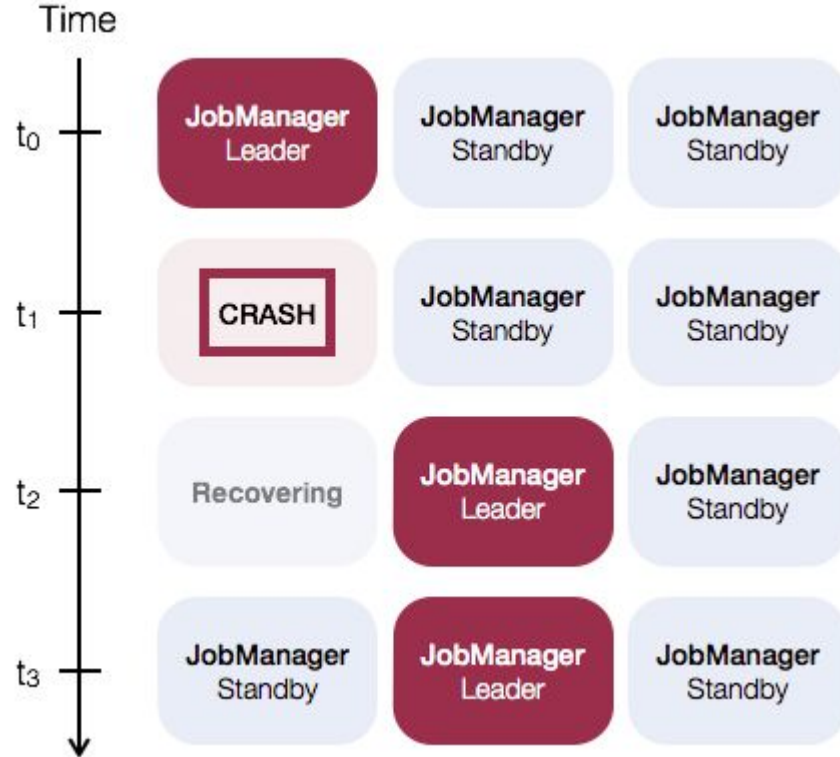 Time
t₀
JobManager
Leader
JobManager
Standby
JobManager
Standby
t₁
CRASH
JobManager
Standby
JobManager
Standby
t₂
Recovering
JobManager
Leader
JobManager
Standby
t₃
JobManager
Standby
JobManager
Leader
JobManager
Standby